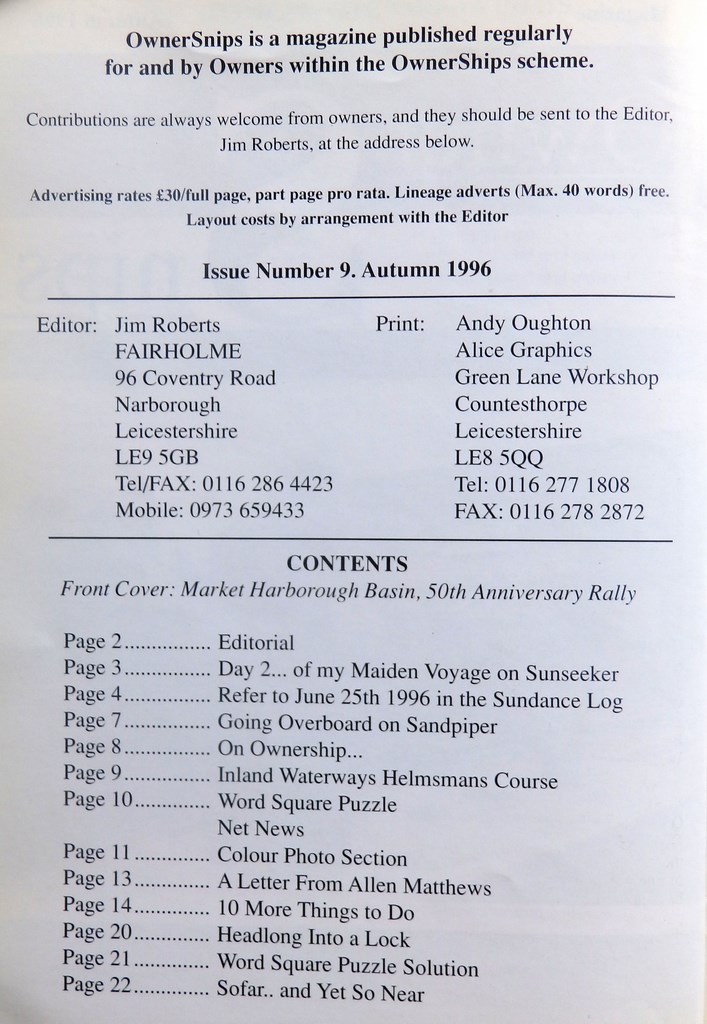 OwnerSnips is a magazine published regularly
for and by Owners within the OwnerShips scheme.
Contributions are always welcome from owners, and they should be sent to the Editor,
Jim Roberts, at the address below.
Advertising rates £30/full page, part page pro rata. Lineage adverts (Max. 40 words) free.
Layout costs by arrangement with the Editor
Issue Number 9. Autumn 1996
Editor: Jim Roberts
FAIRHOLME
96 Coventry Road
Narborough
Leicestershire
LE9 5GB
Tel/FAX: 0116 286 4423
Mobile: 0973 659433
Print: Andy Oughton
Alice Graphics
Green Lane Workshop
Countesthorpe
Leicestershire
LE8 5QQ
Tel: 0116 277 1808
FAX: 0116 278 2872
CONTENTS
Front Cover: Market Harborough Basin, 50th Anniversary Rally
Page 2................ Editorial
Page 3................ Day 2... of my Maiden Voyage on Sunseeker
Page 4................ Refer to June 25th 1996 in the Sundance Log
Page 7................ Going Overboard on Sandpiper
Page 8................ On Ownership...
Page 9................ Inland Waterways Helmsmans Course
Page 10.............. Word Square Puzzle
Net News
Page 11.............. Colour Photo Section
Page 13.............. A Letter From Allen Matthews
Page 14.............. 10 More Things to Do
Page 20.............. Headlong Into a Lock
Page 21.............. Word Square Puzzle Solution
Page 22.............. Sofar.. and Yet So Near